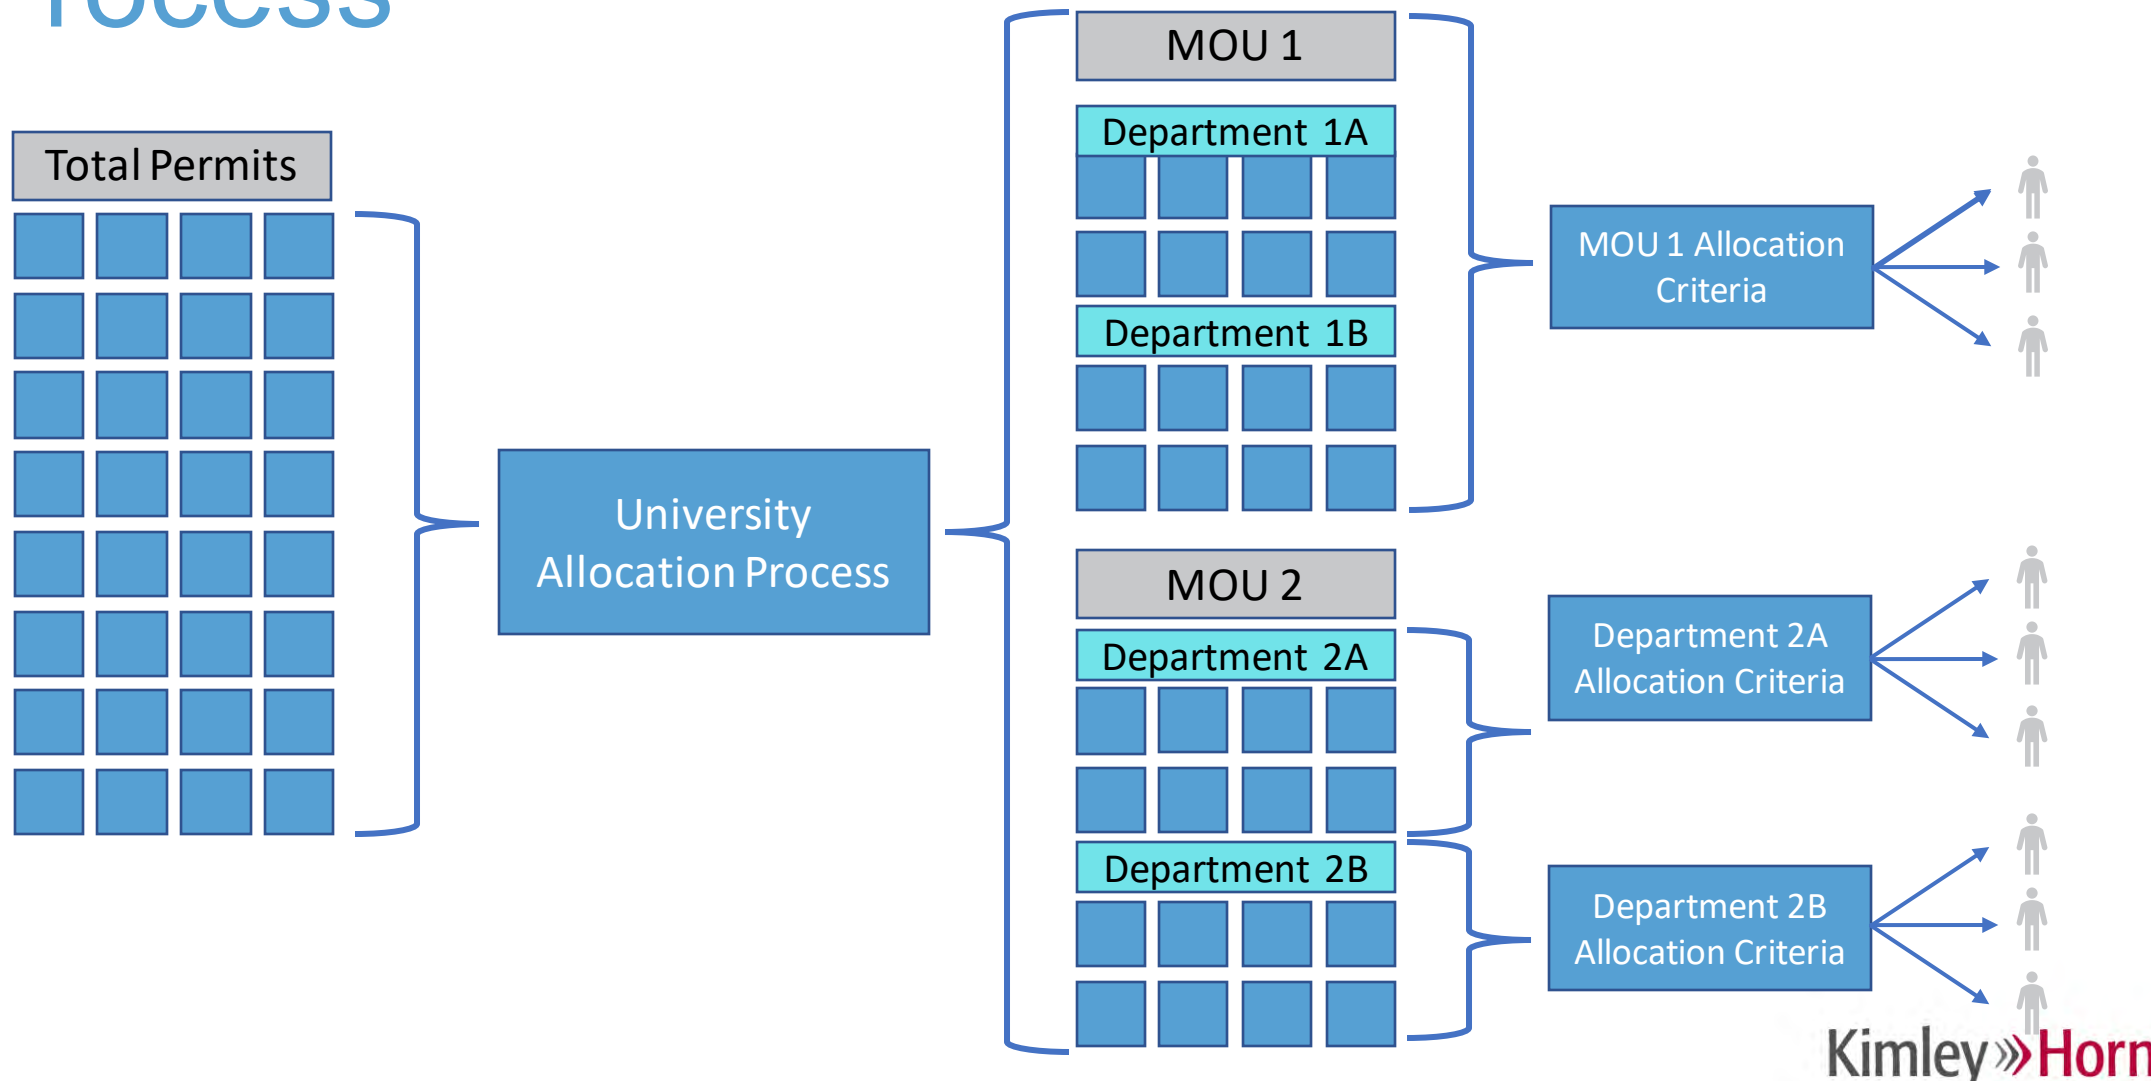 rocess
Total Permits
University
Allocation Process
MOU 1
Department 1A
Department 1B
MOU 2
Department 2A
Department 2B
MOU 1 Allocation
Criteria
Department 2A
Allocation Criteria
Department 2B
Allocation Criteria
Kimley»Horn